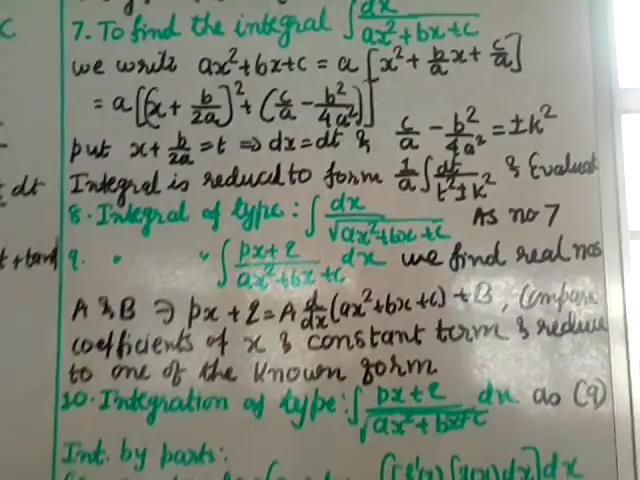 C
7. To find the integral ∫ dx / ax²+bx+c
we write ax²+bx+c = a[x² + b/a x + c/a]
= a[(x + b/2a)² + (c/a - b²/4a²)]
put x + b/2a = t ⇒ dx = dt & c/a - b²/4a² = ±k²
dt Integral is reduced to form 1/a ∫ dt / t² ± k² & Evaluate
8. Integral of type: ∫ dx / √ax²+bx+c As no 7
9. " " ∫ px+q / ax²+bx+c dx we find real nos
A & B ∋ px+q = A d/dx (ax²+bx+c) + B, Compare
coefficients of x & constant term & reduce
to one of the known form
10. Integration of type: ∫ px+q / √ax²+bx+c dx as (9)
Int. by parts:
dx]dx